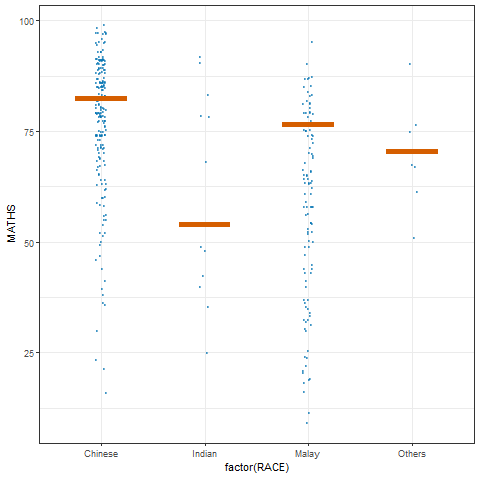 100
75
50
25
MATHS
Chinese
Indian
Malay
Others
factor(RACE)